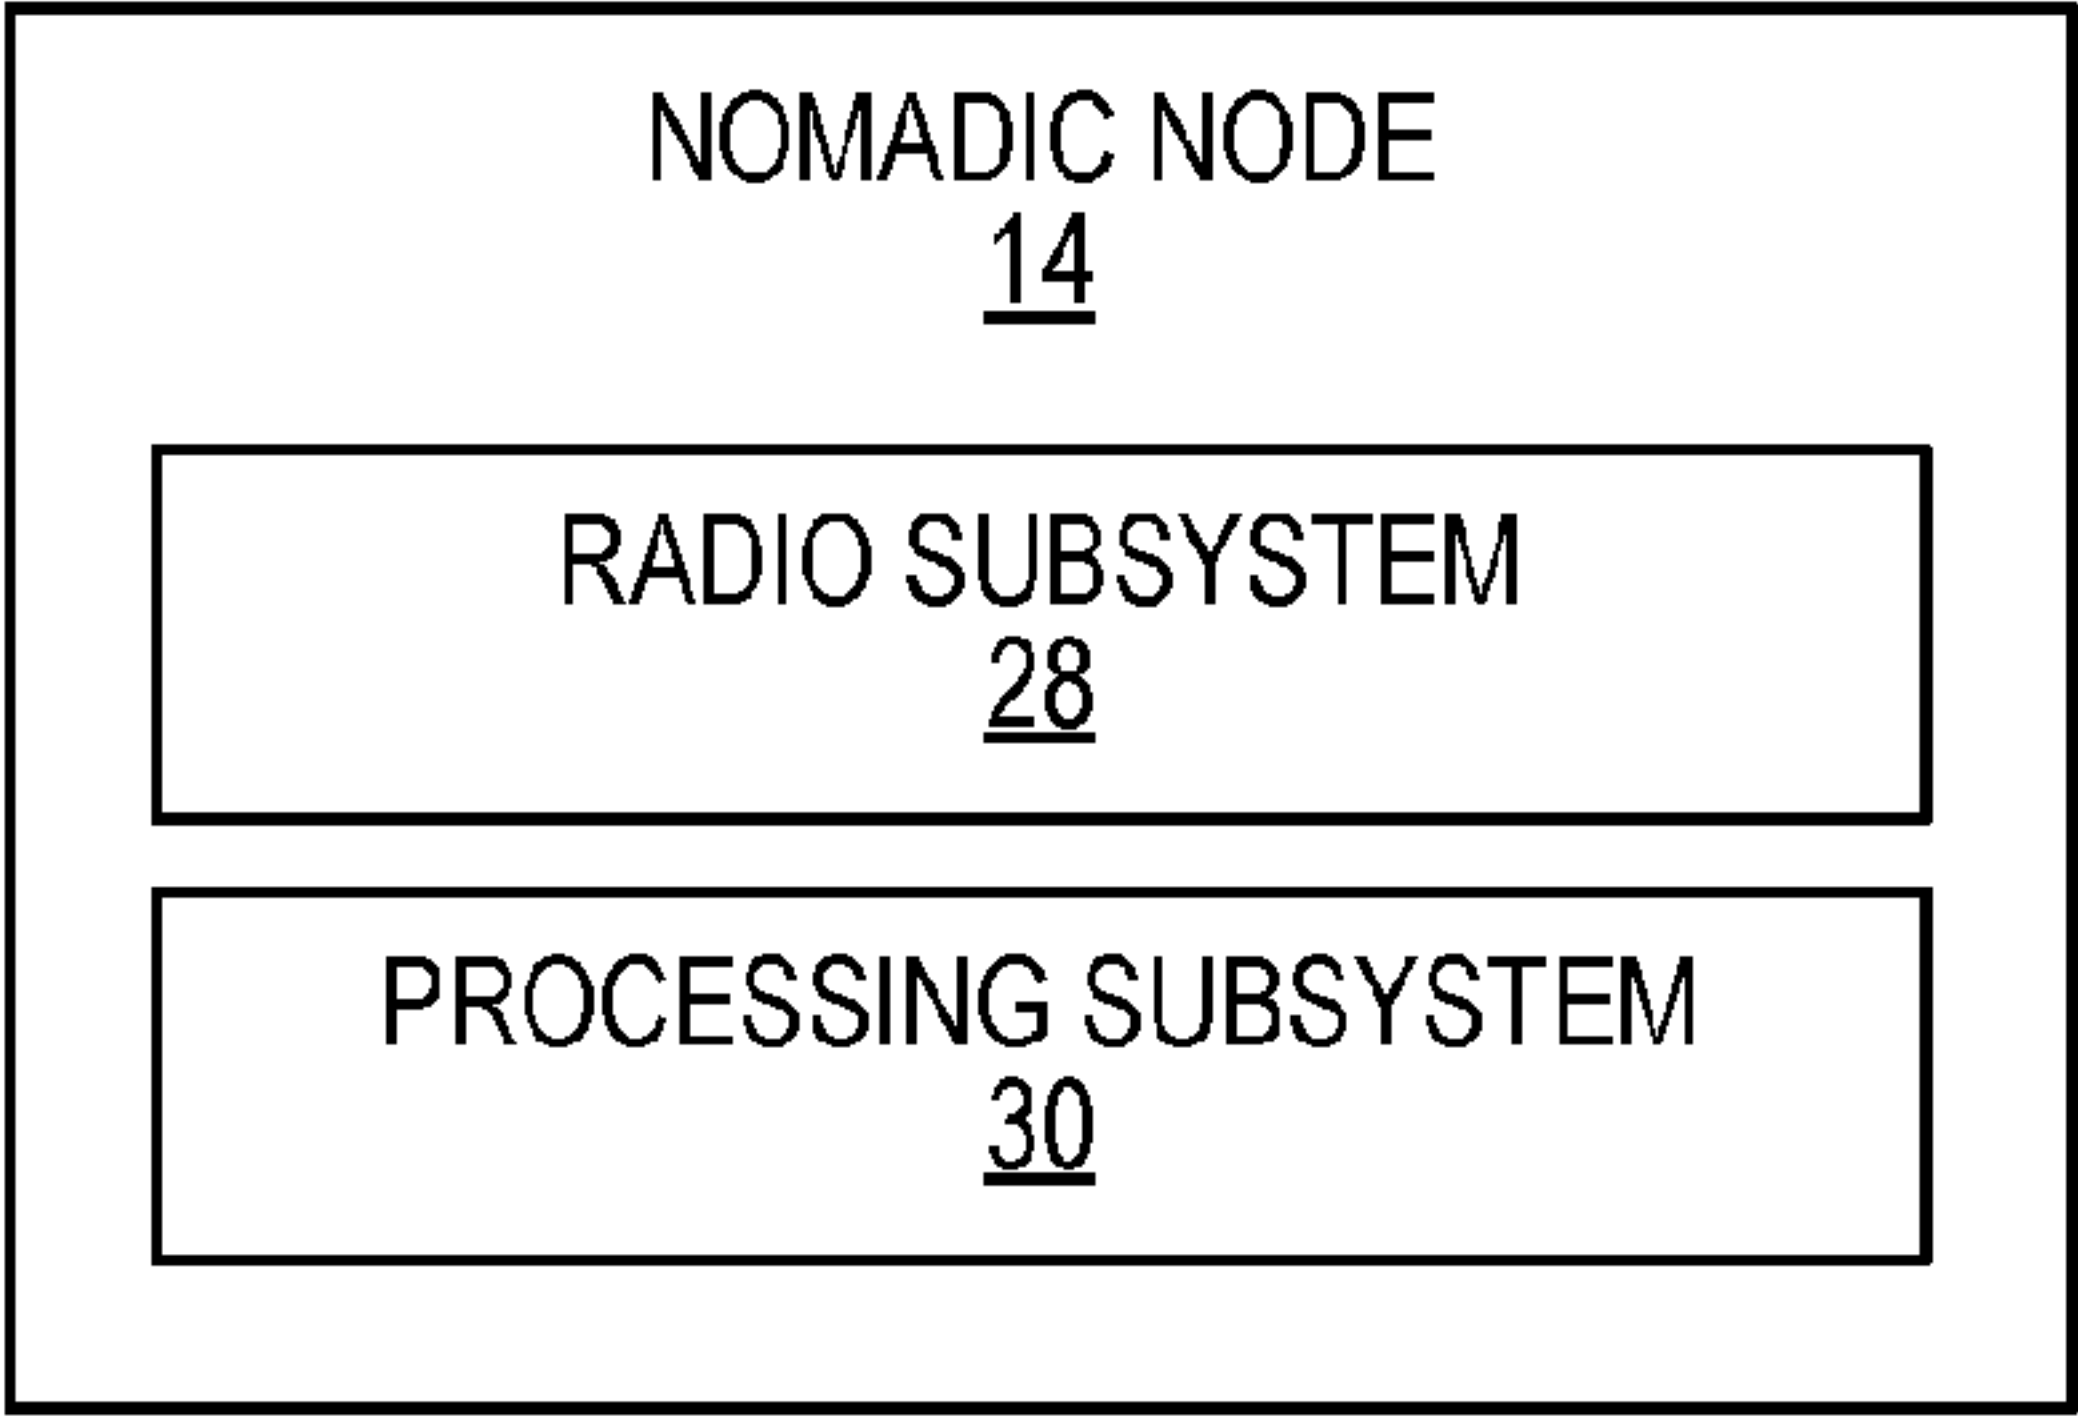 NOMADIC NODE
14
RADIO SUBSYSTEM
28
PROCESSING SUBSYSTEM
30